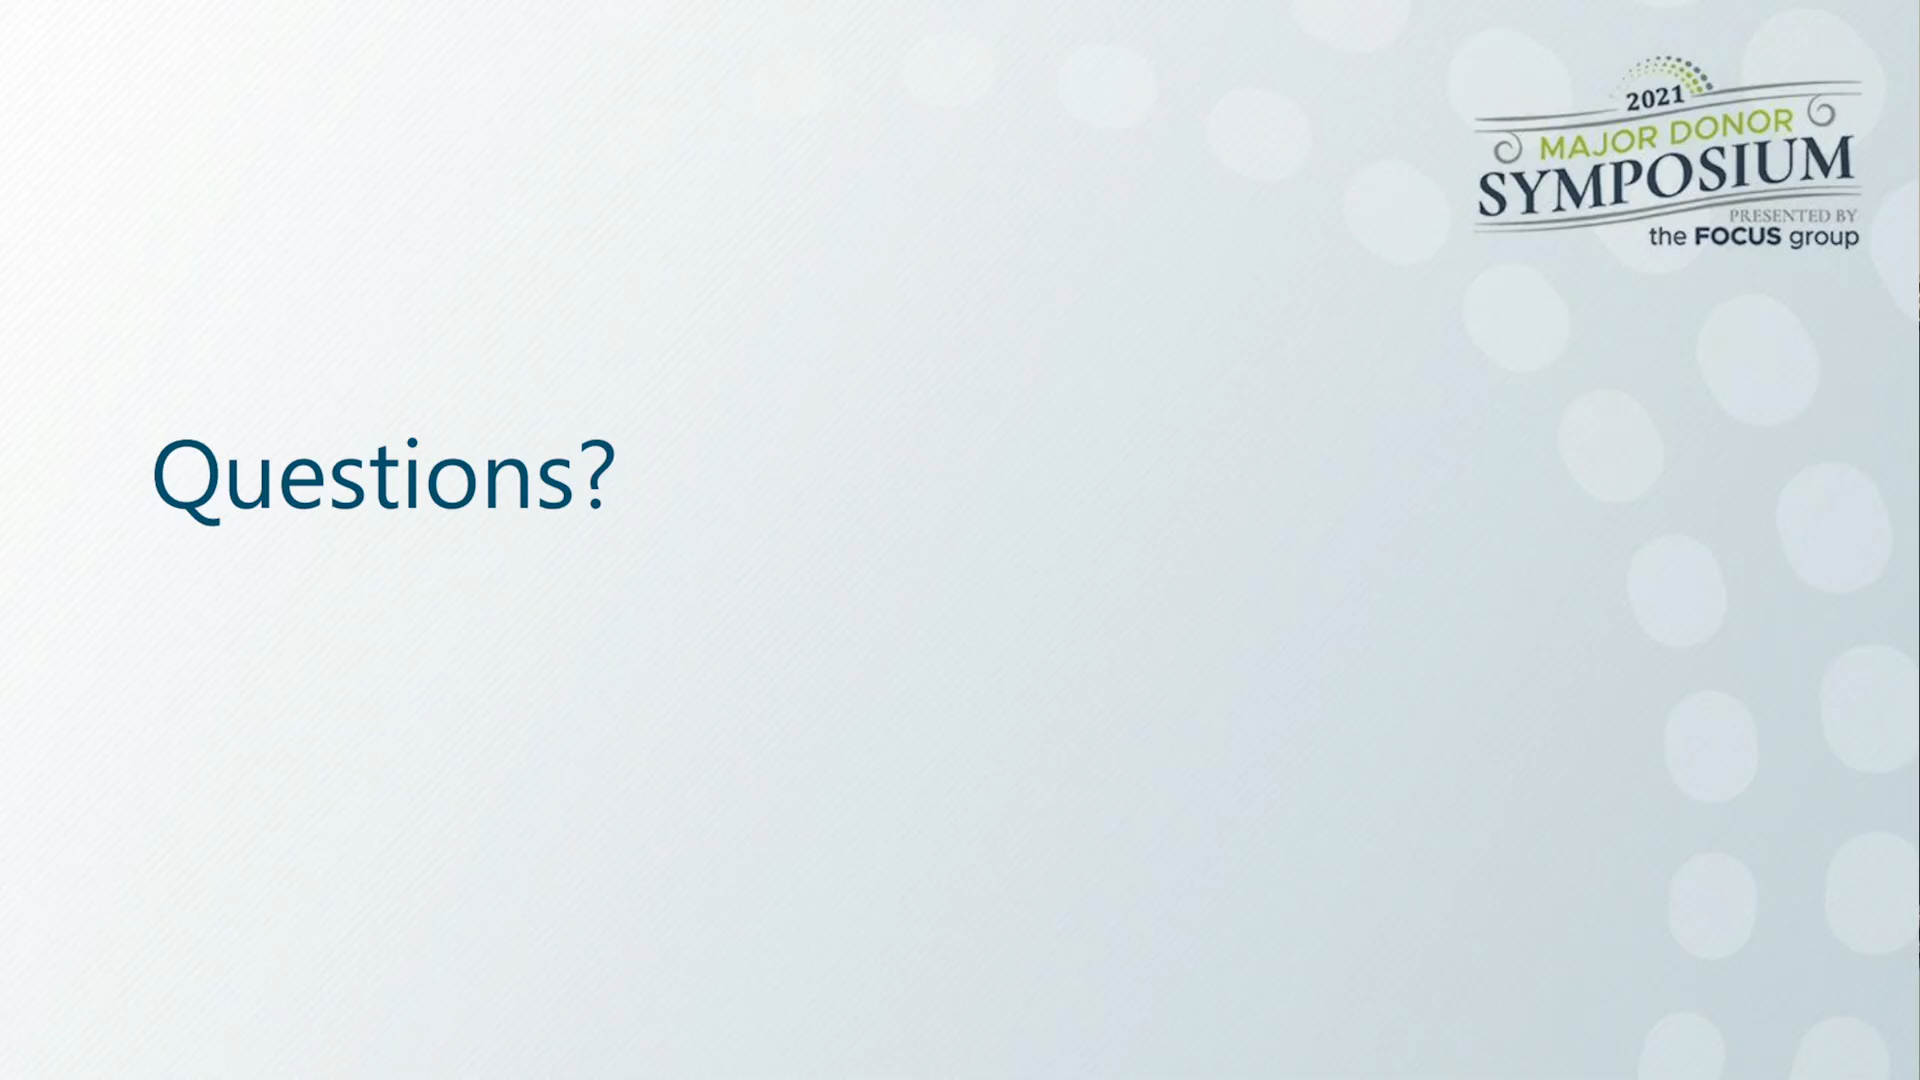 2021
MAJOR DONOR
SYMPOSIUM
PRESENTED BY
the FOCUS group
Questions?